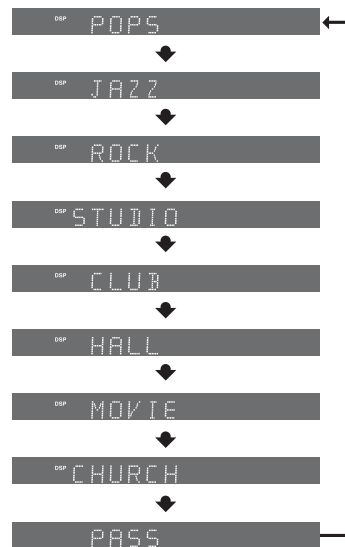 DSP POPS
DSP JAZZ
DSP ROCK
DSP STUDIO
DSP CLUB
DSP HALL
DSP MOVIE
DSP CHURCH
PASS